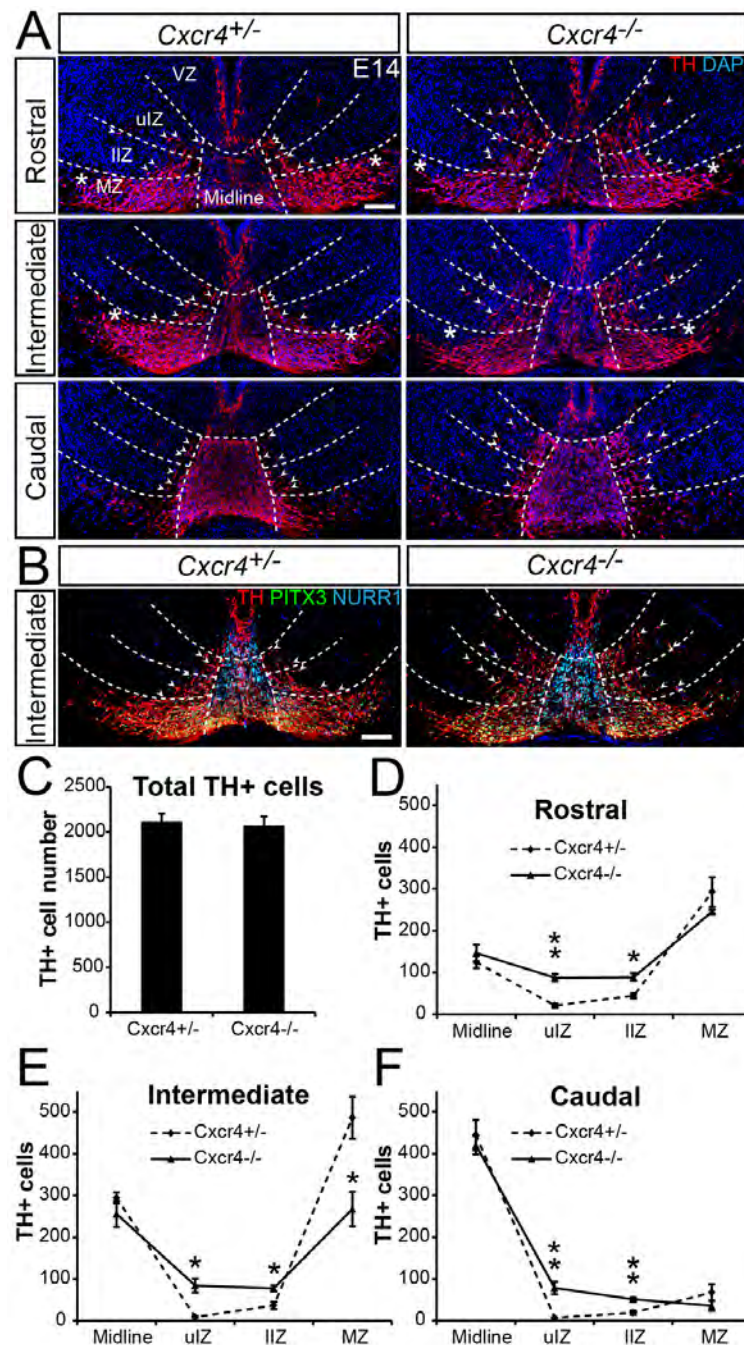 A
Cxcr4+/-
Cxcr4-/-
Rostral
VZ
E14
uIZ
lIZ
*
MZ
Midline
*
TH DAP
*
*
Intermediate
*
*
*
*
Caudal
B
Cxcr4+/-
Cxcr4-/-
Intermediate
TH PITX3 NURR1
C
Total TH+ cells
TH+ cell number
2500
2000
1500
1000
500
0
Cxcr4+/-
Cxcr4-/-
D
Rostral
TH+ cells
500
400
300
200
100
0
Cxcr4+/-
Cxcr4-/-
*
*
*
Midline
uIZ
lIZ
MZ
E
Intermediate
TH+ cells
500
400
300
200
100
0
Cxcr4+/-
Cxcr4-/-
*
*
*
Midline
uIZ
lIZ
MZ
F
Caudal
TH+ cells
500
400
300
200
100
0
Cxcr4+/-
Cxcr4-/-
*
*
*
*
Midline
uIZ
lIZ
MZ